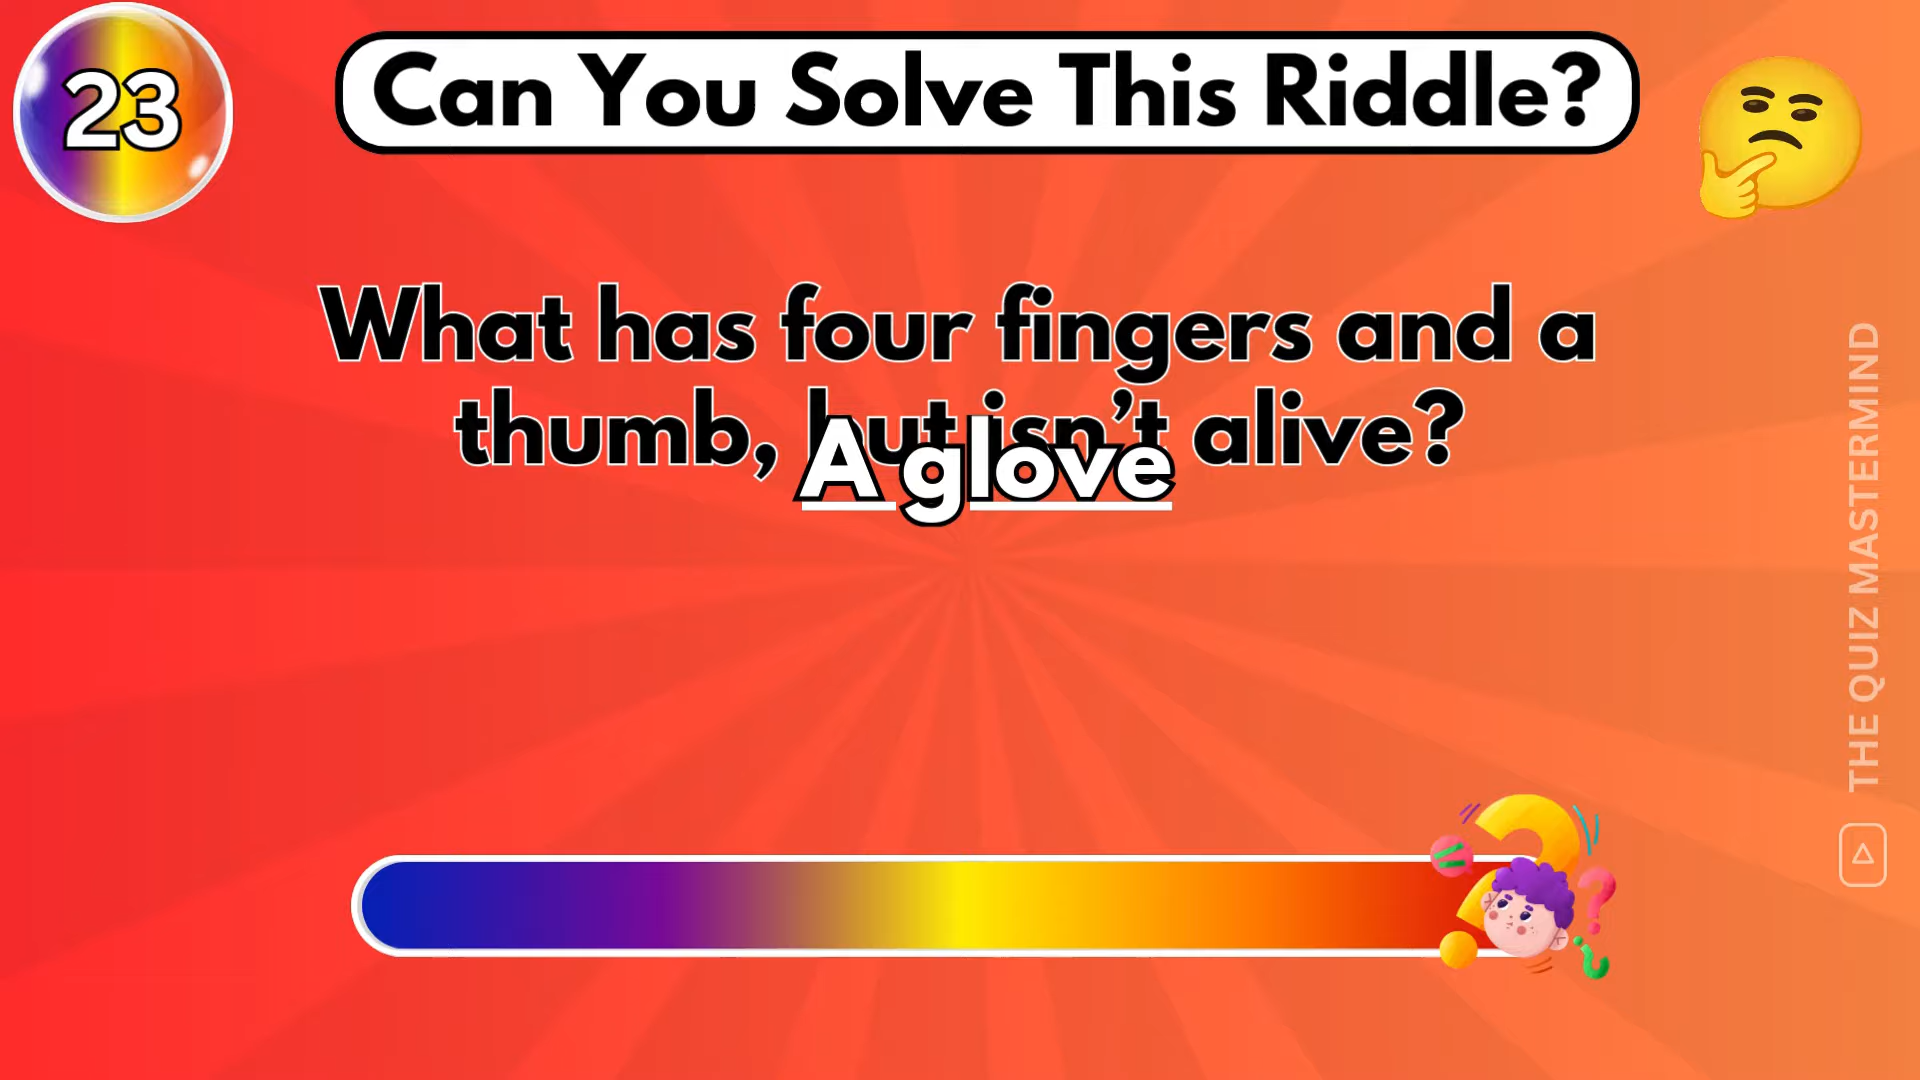 23
Can You Solve This Riddle?
What has four fingers and a
thumb, but isn’t alive?
A glove
THE QUIZ MASTERMIND